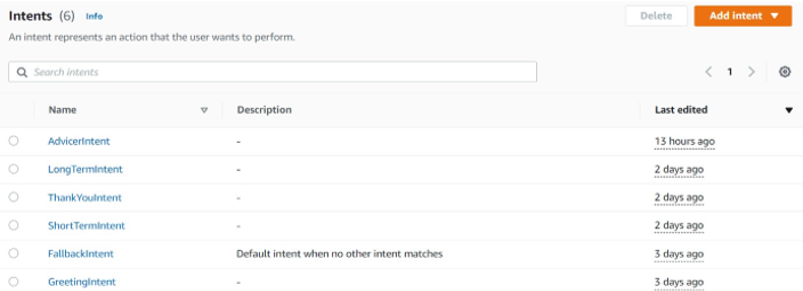 Intents (6) Info Delete Add intent
An intent represents an action that the user wants to perform.
Search intents 1
Name Description Last edited
AdvicerIntent - 13 hours ago
LongTermIntent - 2 days ago
ThankYouIntent - 2 days ago
ShortTermIntent - 2 days ago
FallbackIntent Default intent when no other intent matches 3 days ago
GreetingIntent - 3 days ago